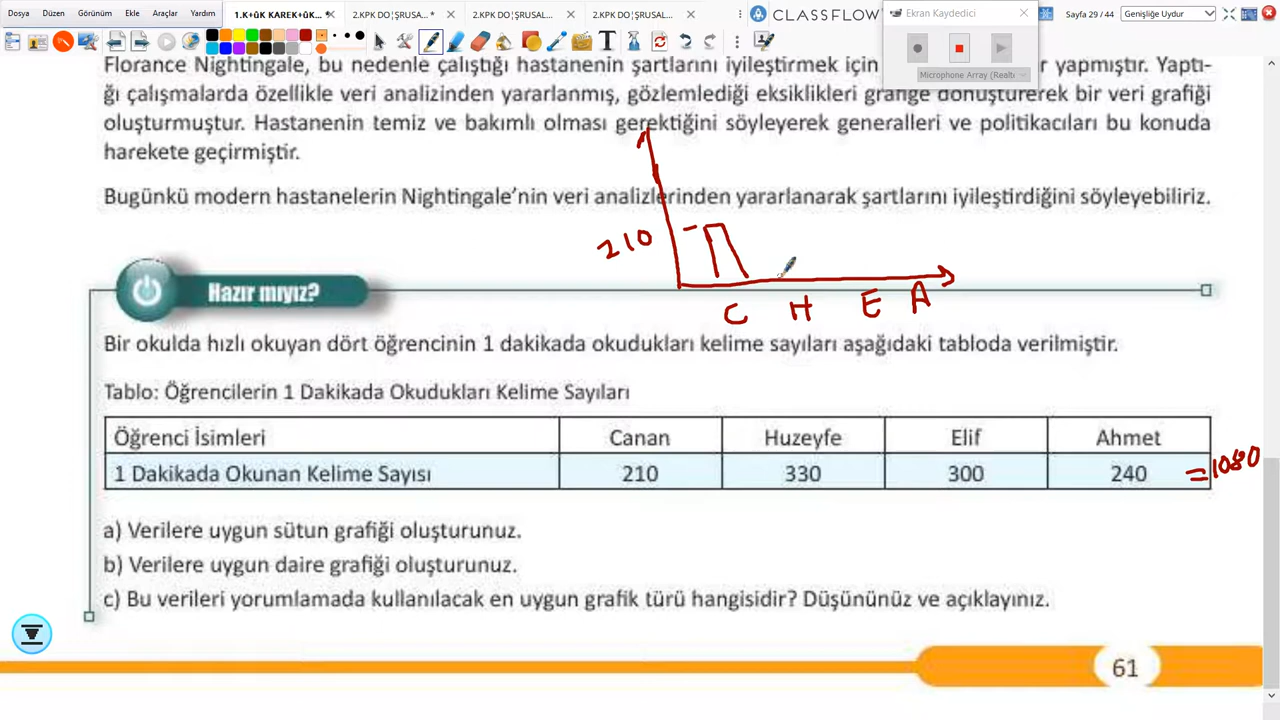 Dosya Düzen Görünüm Ekle Araçlar Yardım
1.K+ûK KAREK+ûK...* 2.KPK DO¦ŞRUSA...* 2.KPK DO¦ŞRUSAL... 2.KPK DO¦ŞRUSAL...
CLASSFLOW
Ekran Kaydedici
Sayfa 29 / 44
Genişliğe Uydur
Microphone Array (Realt
Florance Nightingale, bu nedenle çalıştığı hastanenin şartlarını iyileştirmek için r yapmıştır. Yaptı-
ğı çalışmalarda özellikle veri analizinden yararlanmış, gözlemlediği eksiklikleri grafiğe dönüştürerek bir veri grafiği
oluşturmuştur. Hastanenin temiz ve bakımlı olması gerektiğini söyleyerek generalleri ve politikacıları bu konuda
harekete geçirmiştir.
Bugünkü modern hastanelerin Nightingale’nin veri analizlerinden yararlanarak şartlarını iyileştirdiğini söyleyebiliriz.
210
C H E A
Hazır mıyız?
Bir okulda hızlı okuyan dört öğrencinin 1 dakikada okudukları kelime sayıları aşağıdaki tabloda verilmiştir.
Tablo: Öğrencilerin 1 Dakikada Okudukları Kelime Sayıları
Öğrenci İsimleri Canan Huzeyfe Elif Ahmet
1 Dakikada Okunan Kelime Sayısı 210 330 300 240 =1080
a) Verilere uygun sütun grafiği oluşturunuz.
b) Verilere uygun daire grafiği oluşturunuz.
c) Bu verileri yorumlamada kullanılacak en uygun grafik türü hangisidir? Düşününüz ve açıklayınız.
61